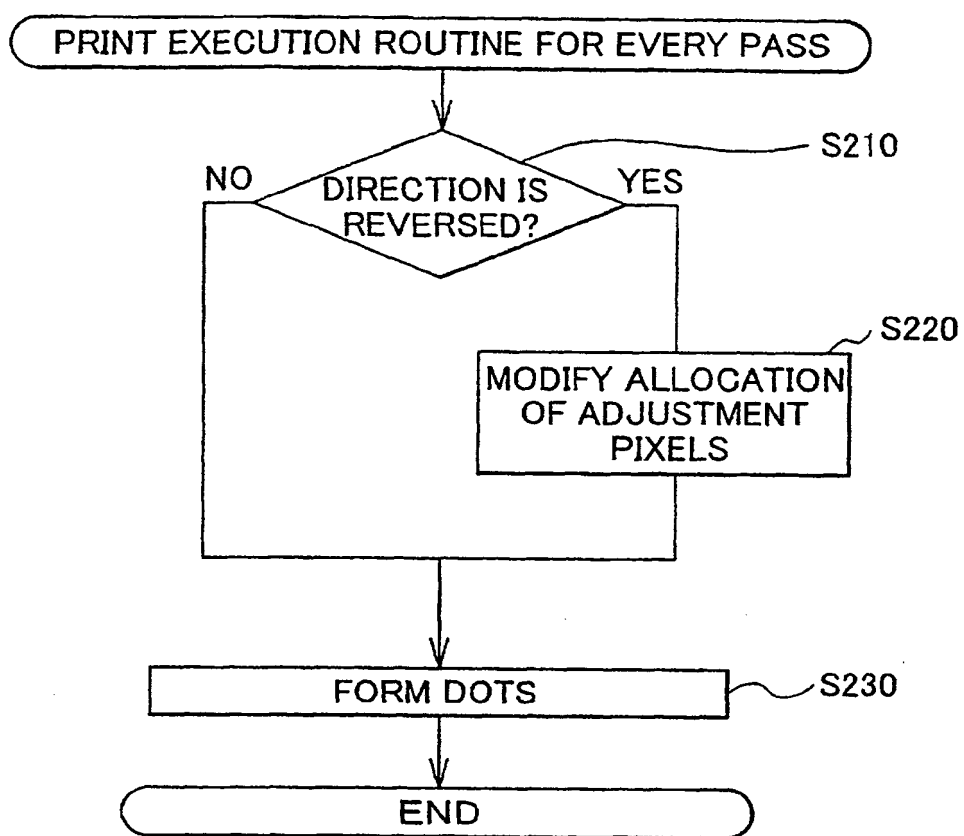 PRINT EXECUTION ROUTINE FOR EVERY PASS
S210
NO
DIRECTION IS
REVERSED?
YES
S220
MODIFY ALLOCATION
OF ADJUSTMENT
PIXELS
FORM DOTS
S230
END